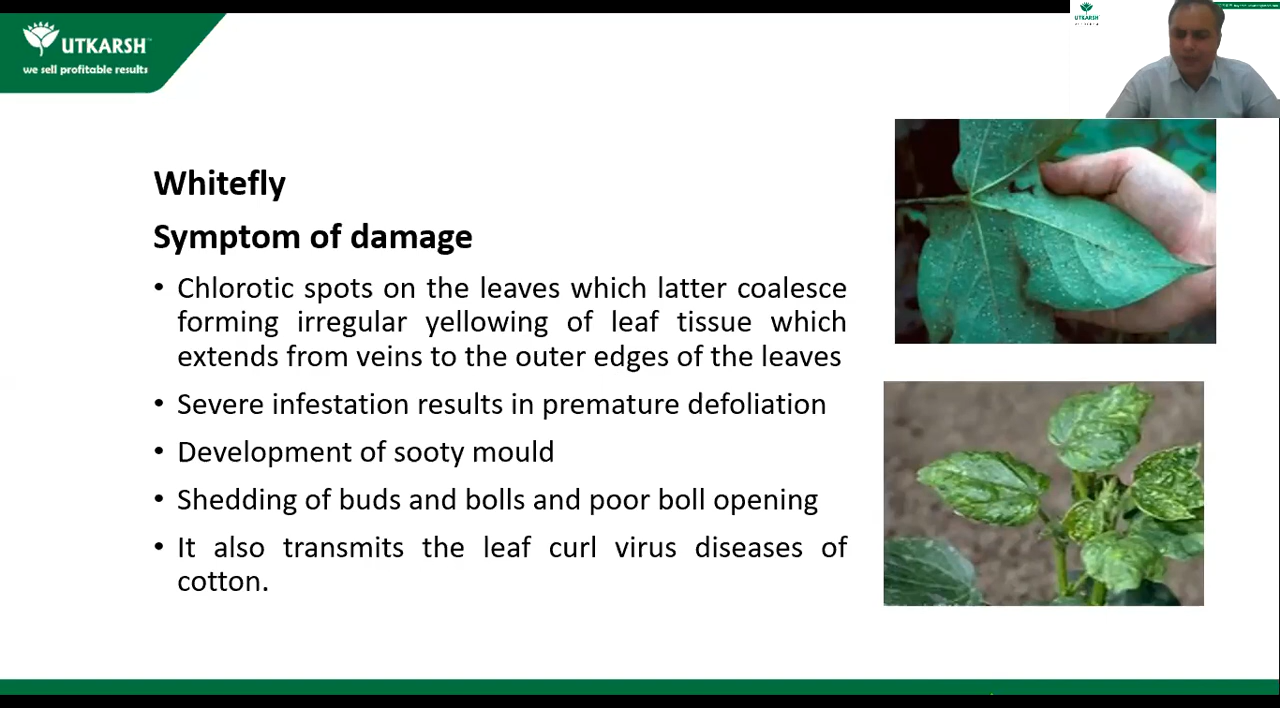 UTKARSH
we sell profitable results
UTKARSH
Whitefly
Symptom of damage
• Chlorotic spots on the leaves which latter coalesce
forming irregular yellowing of leaf tissue which
extends from veins to the outer edges of the leaves
• Severe infestation results in premature defoliation
• Development of sooty mould
• Shedding of buds and bolls and poor boll opening
• It also transmits the leaf curl virus diseases of
cotton.